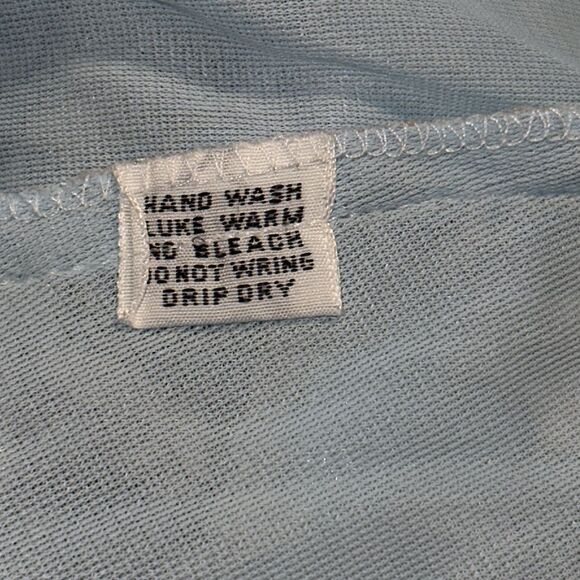 HAND WASH
LUKE WARM
NO BLEACH
DO NOT WRING
DRIP DRY